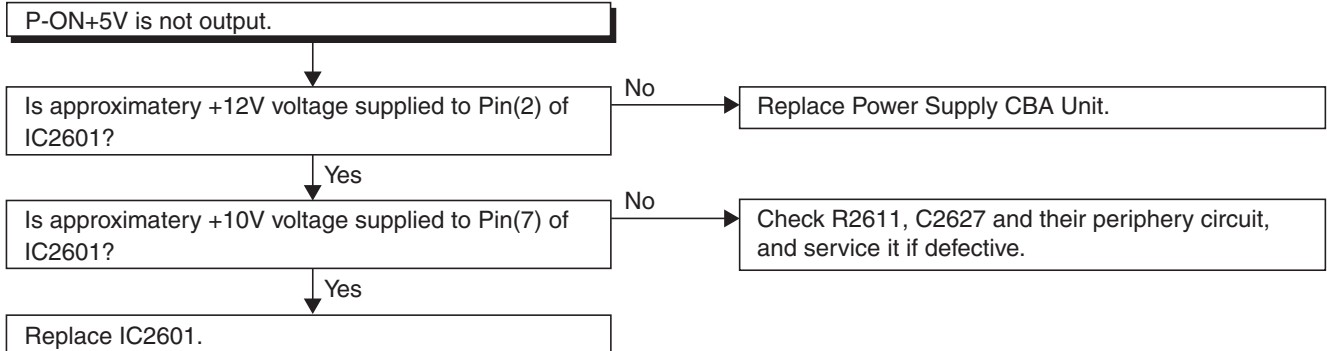 P-ON+5V is not output.
Is approximatery +12V voltage supplied to Pin(2) of
IC2601?
No
Replace Power Supply CBA Unit.
Yes
Is approximatery +10V voltage supplied to Pin(7) of
IC2601?
No
Check R2611, C2627 and their periphery circuit,
and service it if defective.
Yes
Replace IC2601.